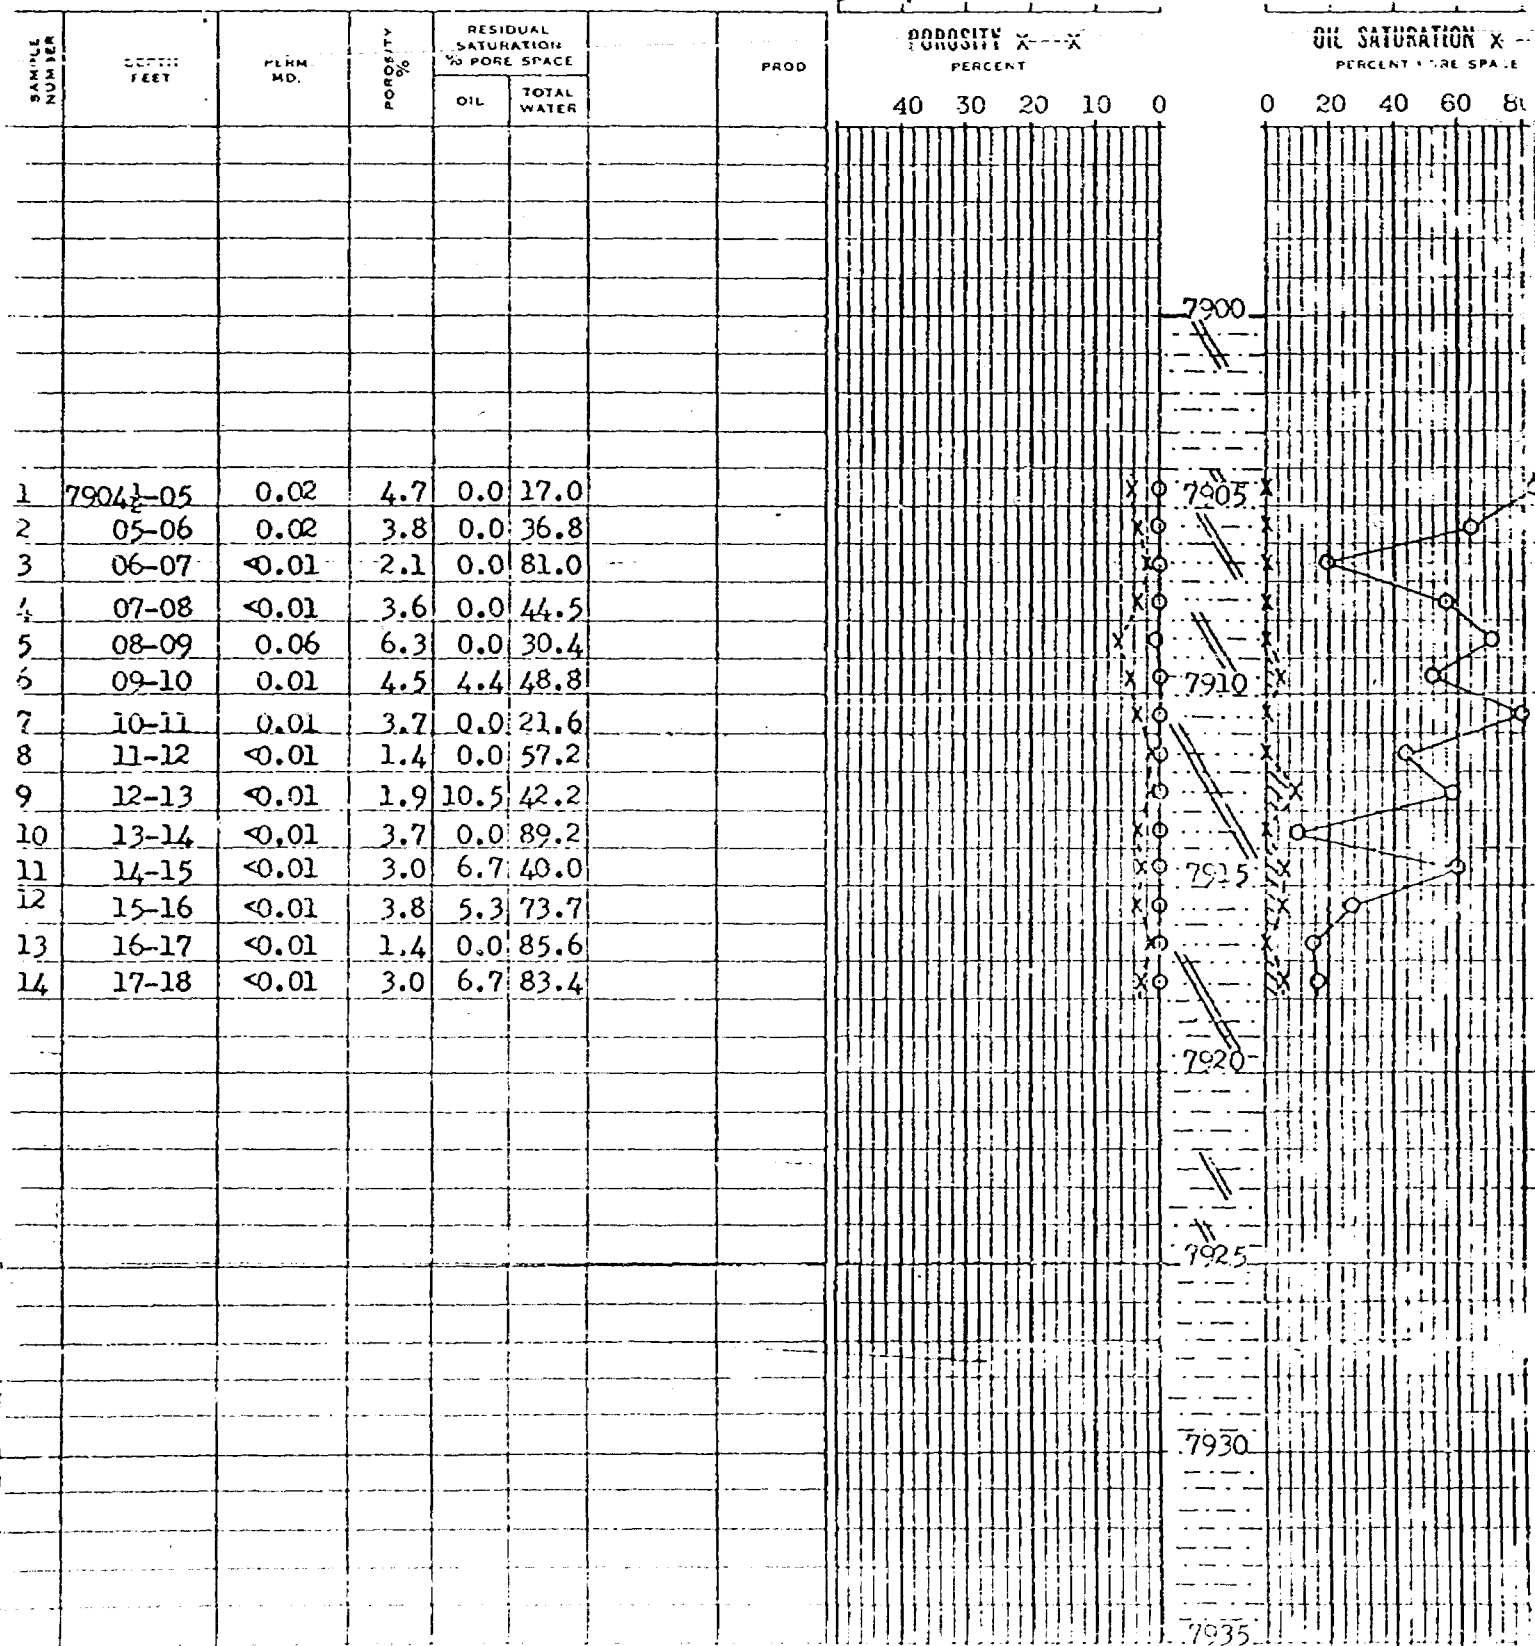 SAMPLE NUMBER
FEET
PERM. MD.
POROSITY %
RESIDUAL SATURATION % PORE SPACE
OIL
TOTAL WATER
PROD
POROSITY X---X
PERCENT
40 30 20 10 0
OIL SATURATION X --
PERCENT
0 20 40 60
1 7904½-05 0.02 4.7 0.0 17.0
2 05-06 0.02 3.8 0.0 36.8
3 06-07 <0.01 2.1 0.0 81.0
4 07-08 <0.01 3.6 0.0 44.5
5 08-09 0.06 6.3 0.0 30.4
6 09-10 0.01 4.5 4.4 48.8
7 10-11 0.01 3.7 0.0 21.6
8 11-12 <0.01 1.4 0.0 57.2
9 12-13 <0.01 1.9 10.5 42.2
10 13-14 <0.01 3.7 0.0 89.2
11 14-15 <0.01 3.0 6.7 40.0
12 15-16 <0.01 3.8 5.3 73.7
13 16-17 <0.01 1.4 0.0 85.6
14 17-18 <0.01 3.0 6.7 83.4
7900
7905
7910
7915
7920
7925
7930
7935